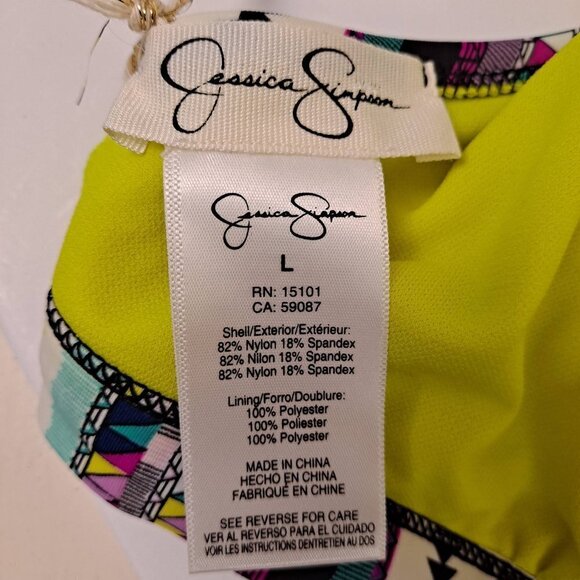 Jessica Simpson
Jessica Simpson
L
RN: 15101
CA: 59087
Shell/Exterior/Extérieur:
82% Nylon 18% Spandex
82% Nilon 18% Spandex
82% Nylon 18% Spandex
Lining/Forro/Doublure:
100% Polyester
100% Poliester
100% Polyester
MADE IN CHINA
HECHO EN CHINA
FABRIQUÉ EN CHINE
SEE REVERSE FOR CARE
VER AL REVERSO PARA EL CUIDADO
VOIR LES INSTRUCTIONS D'ENTRETIEN AU DOS